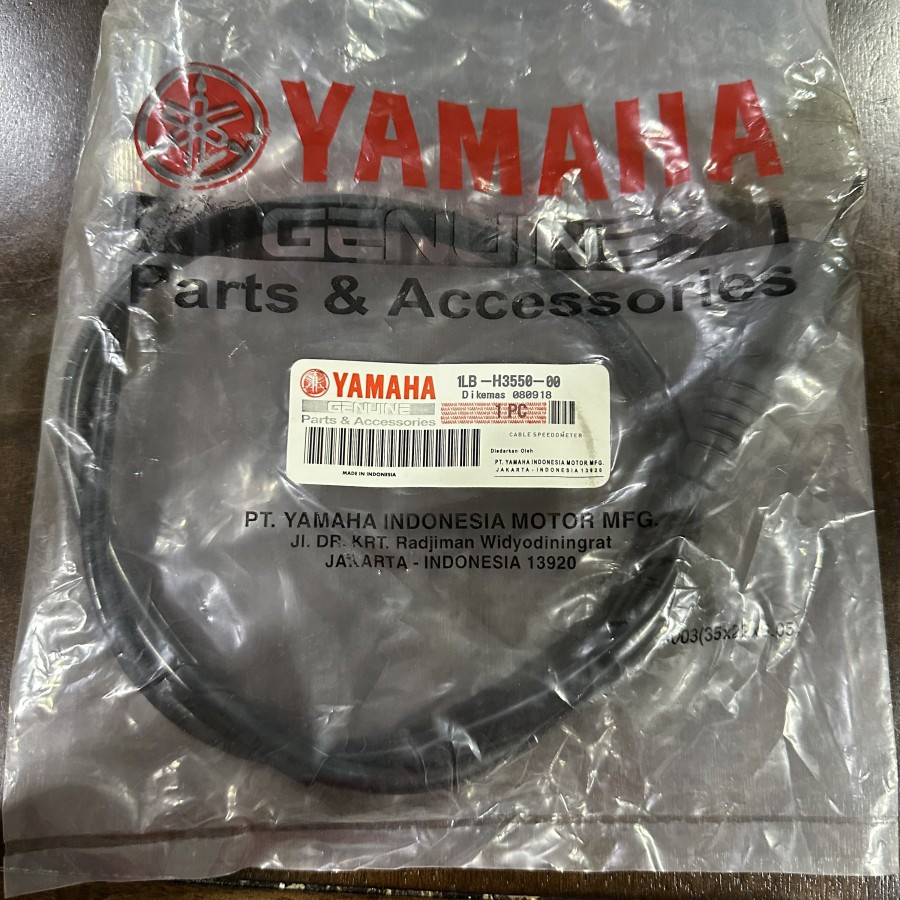 YAMAHA
GENUINE
Parts & Accessories
YAMAHA
GENUINE
Parts & Accessories
MADE IN INDONESIA
1LB-H3550-00
Dikemas 080918
1 PC
CABLE SPEEDOMETER
Diedarkan Oleh
PT. YAMAHA INDONESIA MOTOR MFG.
JAKARTA - INDONESIA 13920
PT. YAMAHA INDONESIA MOTOR MFG.
Jl. DR. KRT. Radjiman Widyodiningrat
JAKARTA - INDONESIA 13920